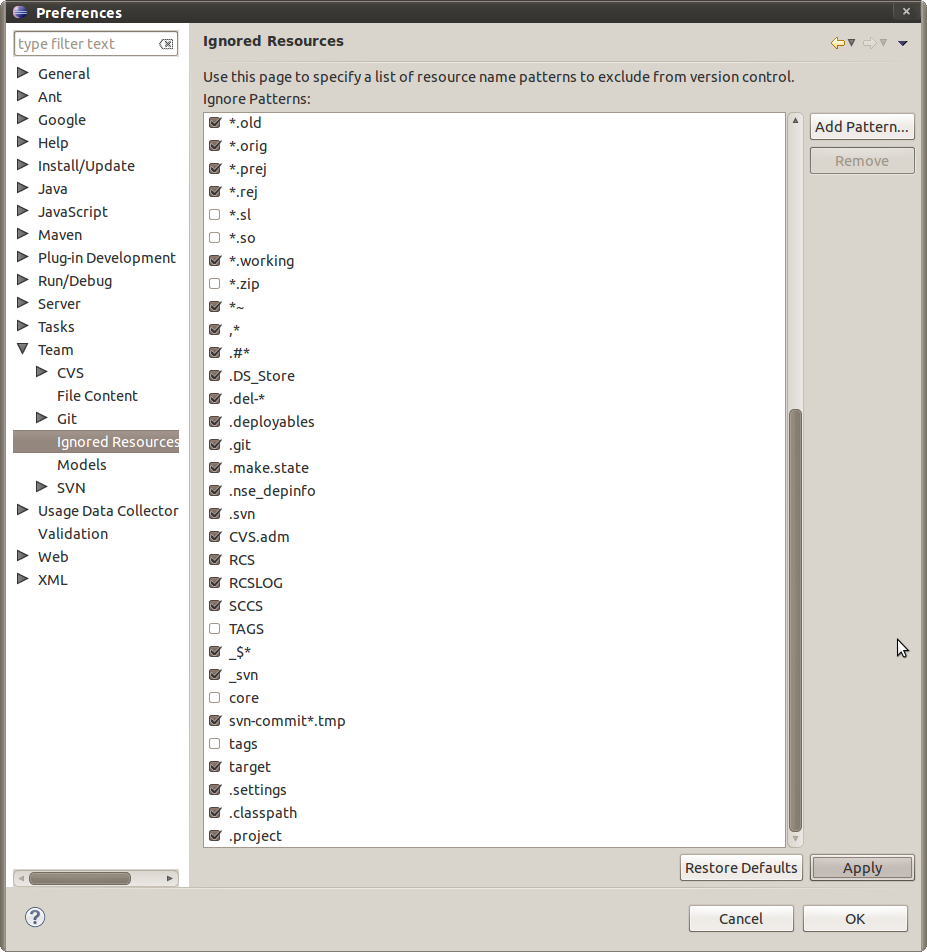 Preferences
type filter text
General
Ant
Google
Help
Install/Update
Java
JavaScript
Maven
Plug-in Development
Run/Debug
Server
Tasks
Team
CVS
File Content
Git
Ignored Resources
Models
SVN
Usage Data Collector
Validation
Web
XML
Ignored Resources
Use this page to specify a list of resource name patterns to exclude from version control.
Ignore Patterns:
*.old
*.orig
*.prej
*.rej
*.sl
*.so
*.working
*.zip
*~
,*
.#*
.DS_Store
.del-*
.deployables
.git
.make.state
.nse_depinfo
.svn
CVS.adm
RCS
RCSLOG
SCCS
TAGS
_$*
_svn
core
svn-commit*.tmp
tags
target
.settings
.classpath
.project
Add Pattern...
Remove
Restore Defaults
Apply
?
Cancel
OK